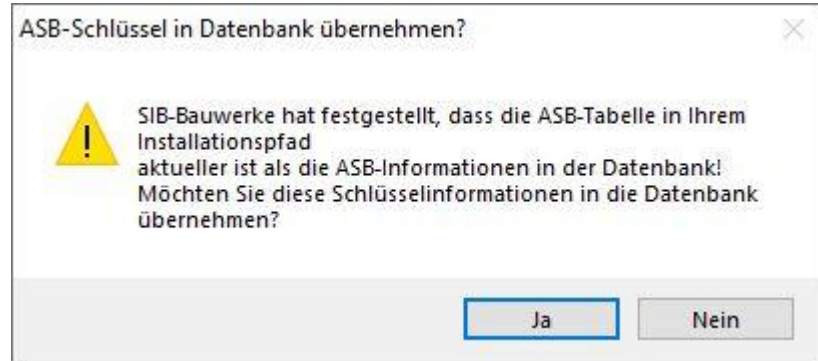 ASB-Schlüssel in Datenbank übernehmen?
SIB-Bauwerke hat festgestellt, dass die ASB-Tabelle in Ihrem
Installationspfad
aktueller ist als die ASB-Informationen in der Datenbank!
Möchten Sie diese Schlüsselinformationen in die Datenbank
übernehmen?
Ja
Nein